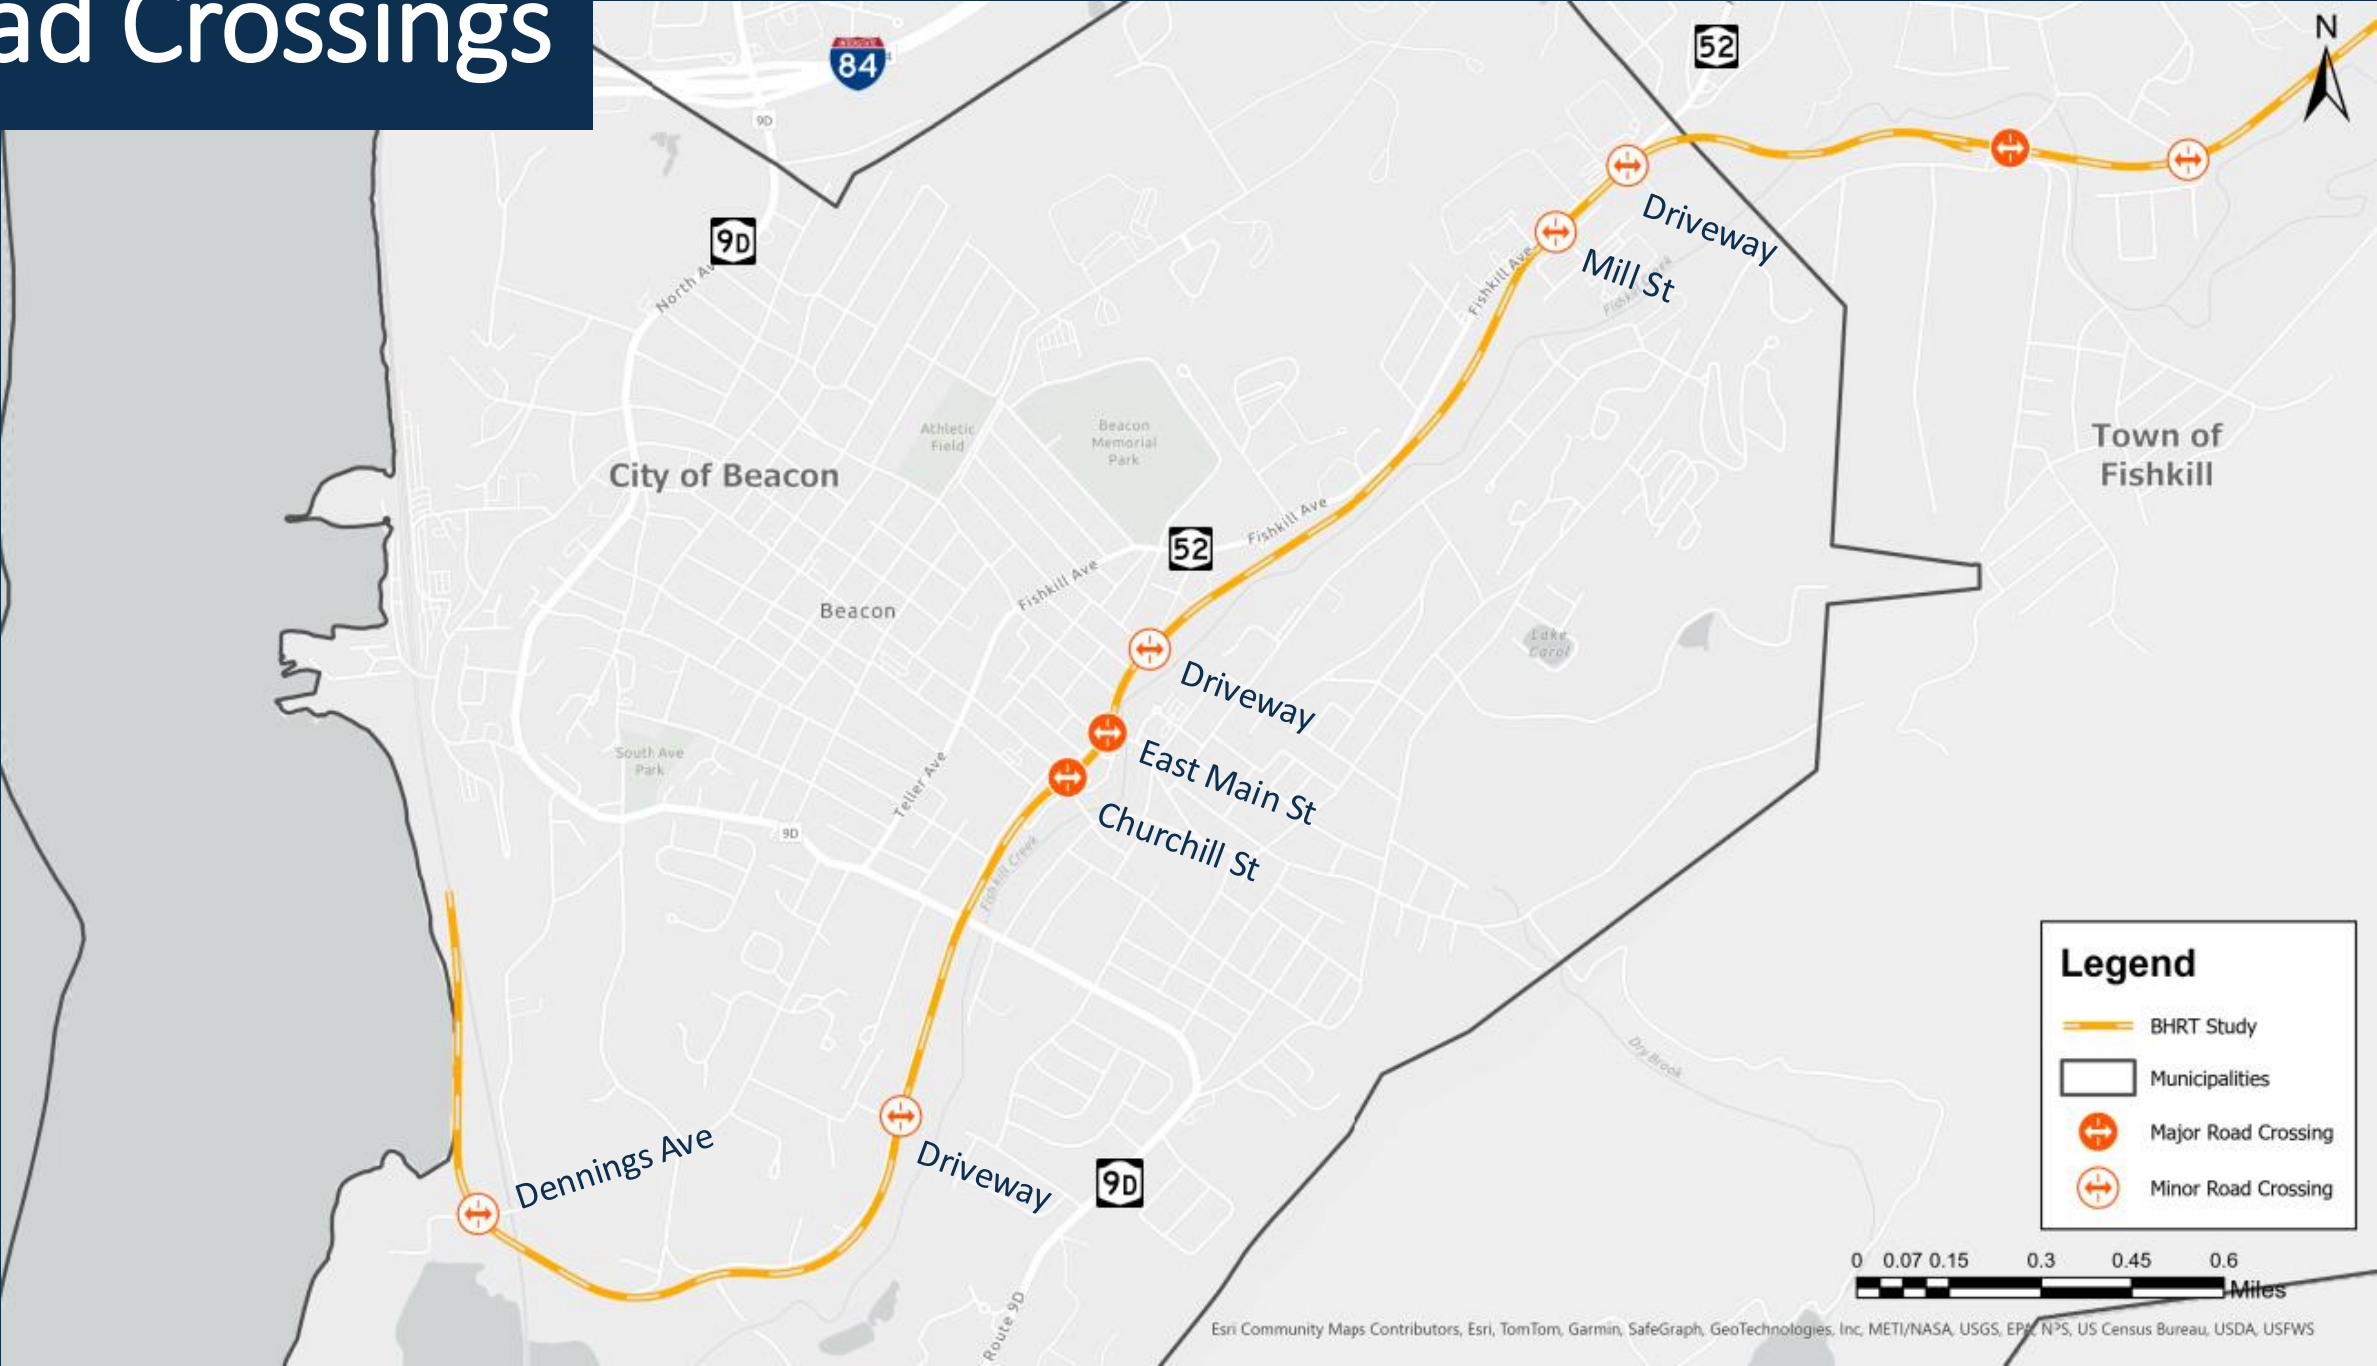 ad Crossings
INTERSTATE
84
52
N
9D
9D
North Av
Driveway
Mill St
Fishkill Ave
Athletic
Field
Beacon
Memorial
Park
City of Beacon
Town of
Fishkill
Fishkill Ave
52
Fishkill Ave
Beacon
Lake
Carol
Driveway
East Main St
Churchill St
South Ave
Park
Teller Ave
9D
Fishkill Creek
Dry Brook
Dennings Ave
Driveway
9D
Route 9D
Legend
BHRT Study
Municipalities
Major Road Crossing
Minor Road Crossing
0 0.07 0.15 0.3 0.45 0.6
Miles
Esri Community Maps Contributors, Esri, TomTom, Garmin, SafeGraph, GeoTechnologies, Inc, METI/NASA, USGS, EPA, NPS, US Census Bureau, USDA, USFWS